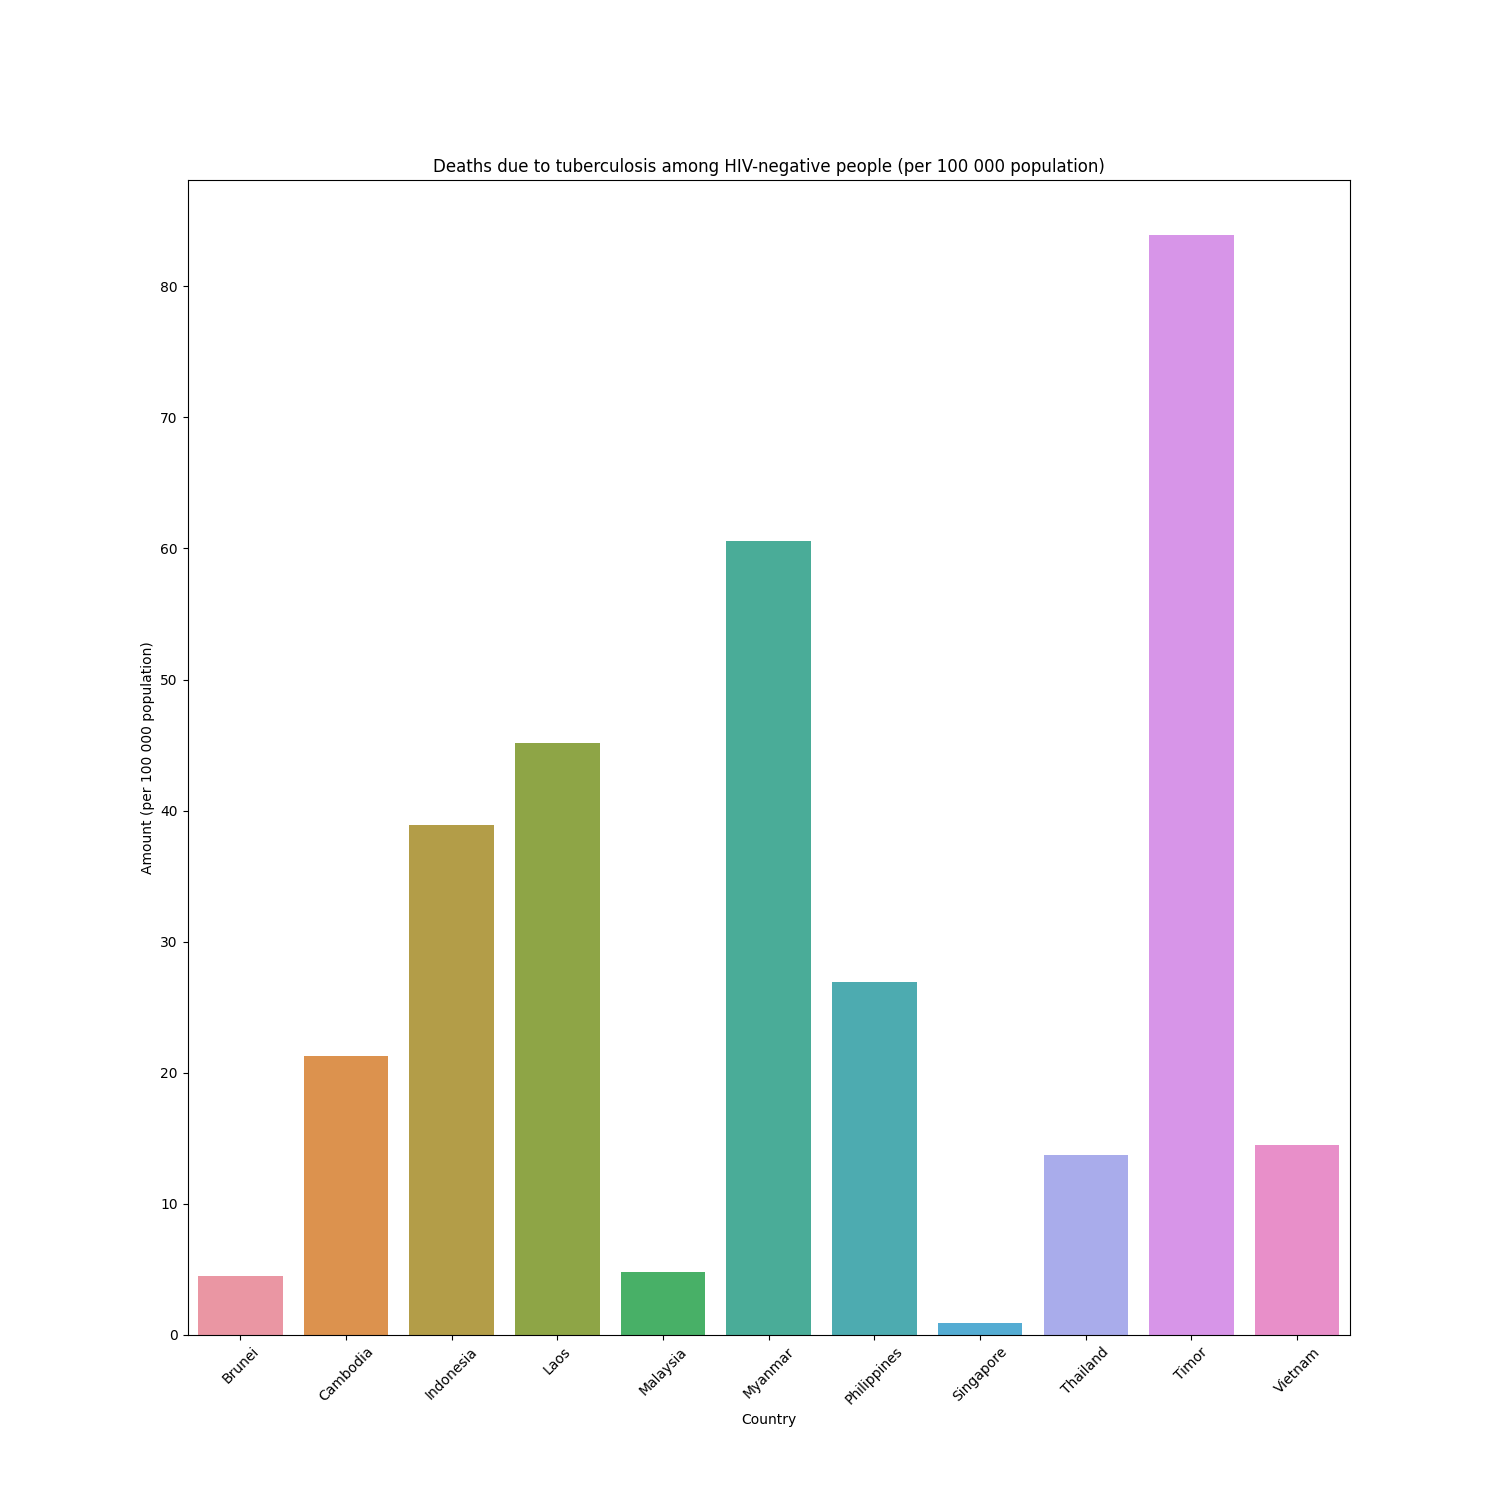 Deaths due to tuberculosis among HIV-negative people (per 100 000 population)
Amount (per 100 000 population)
80
70
60
50
40
30
20
10
0
Brunei
Cambodia
Indonesia
Laos
Malaysia
Myanmar
Philippines
Singapore
Thailand
Timor
Vietnam
Country